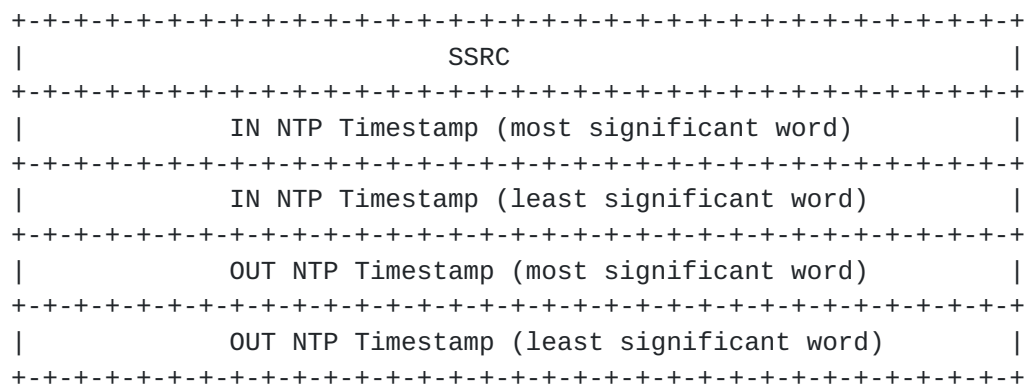 +-+-+-+-+-+-+-+-+-+-+-+-+-+-+-+-+-+-+-+-+-+-+-+-+-+-+-+-+-+-+-+-+
|                           SSRC                                |
+-+-+-+-+-+-+-+-+-+-+-+-+-+-+-+-+-+-+-+-+-+-+-+-+-+-+-+-+-+-+-+-+
|             IN NTP Timestamp (most significant word)          |
+-+-+-+-+-+-+-+-+-+-+-+-+-+-+-+-+-+-+-+-+-+-+-+-+-+-+-+-+-+-+-+-+
|             IN NTP Timestamp (least significant word)         |
+-+-+-+-+-+-+-+-+-+-+-+-+-+-+-+-+-+-+-+-+-+-+-+-+-+-+-+-+-+-+-+-+
|             OUT NTP Timestamp (most significant word)         |
+-+-+-+-+-+-+-+-+-+-+-+-+-+-+-+-+-+-+-+-+-+-+-+-+-+-+-+-+-+-+-+-+
|             OUT NTP Timestamp (least significant word)        |
+-+-+-+-+-+-+-+-+-+-+-+-+-+-+-+-+-+-+-+-+-+-+-+-+-+-+-+-+-+-+-+-+